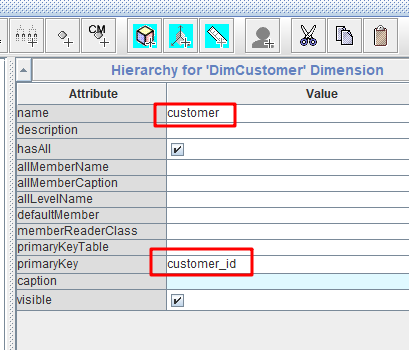 CM
Hierarchy for 'DimCustomer' Dimension
Attribute Value
name customer
description
hasAll
allMemberName
allMemberCaption
allLevelName
defaultMember
memberReaderClass
primaryKeyTable
primaryKey customer_id
caption
visible